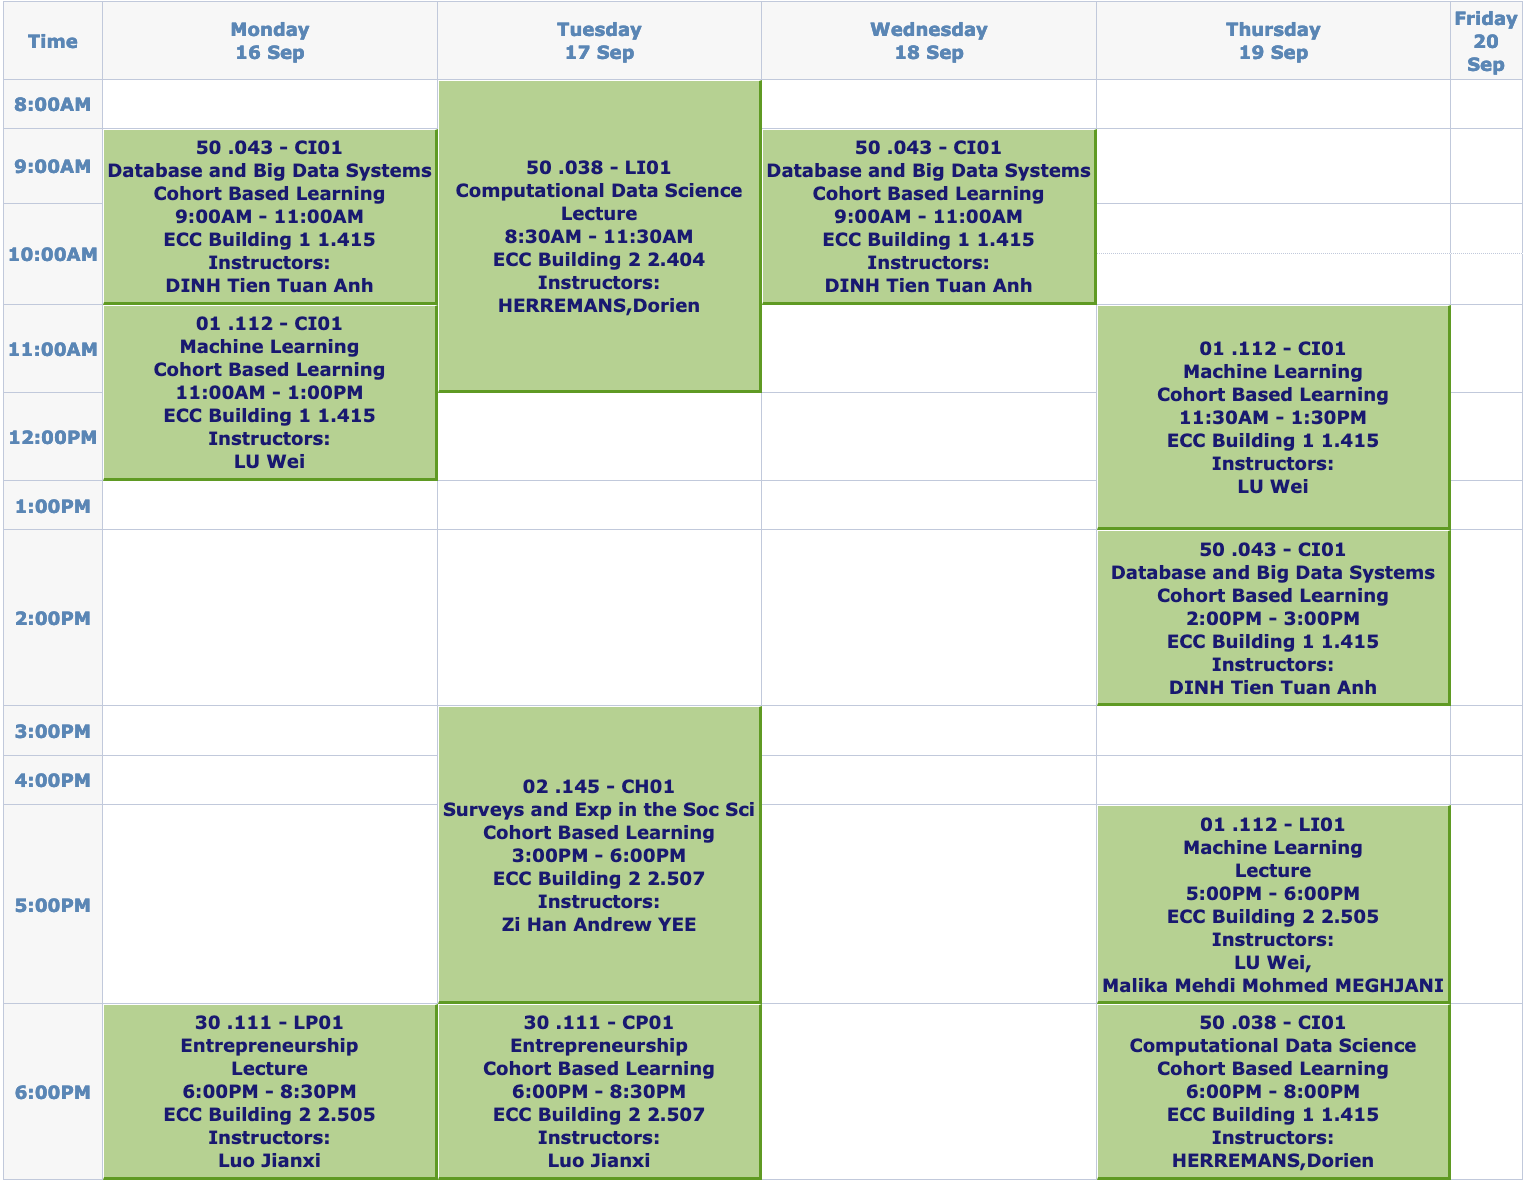 Time
Monday
16 Sep
Tuesday
17 Sep
Wednesday
18 Sep
Thursday
19 Sep
Friday
20
Sep
8:00AM
9:00AM
10:00AM
11:00AM
12:00PM
1:00PM
2:00PM
3:00PM
4:00PM
5:00PM
6:00PM
50 .043 - CI01
Database and Big Data Systems
Cohort Based Learning
9:00AM - 11:00AM
ECC Building 1 1.415
Instructors:
DINH Tien Tuan Anh
01 .112 - CI01
Machine Learning
Cohort Based Learning
11:00AM - 1:00PM
ECC Building 1 1.415
Instructors:
LU Wei
30 .111 - LP01
Entrepreneurship
Lecture
6:00PM - 8:30PM
ECC Building 2 2.505
Instructors:
Luo Jianxi
50 .038 - LI01
Computational Data Science
Lecture
8:30AM - 11:30AM
ECC Building 2 2.404
Instructors:
HERREMANS,Dorien
02 .145 - CH01
Surveys and Exp in the Soc Sci
Cohort Based Learning
3:00PM - 6:00PM
ECC Building 2 2.507
Instructors:
Zi Han Andrew YEE
30 .111 - CP01
Entrepreneurship
Cohort Based Learning
6:00PM - 8:30PM
ECC Building 2 2.507
Instructors:
Luo Jianxi
50 .043 - CI01
Database and Big Data Systems
Cohort Based Learning
9:00AM - 11:00AM
ECC Building 1 1.415
Instructors:
DINH Tien Tuan Anh
01 .112 - CI01
Machine Learning
Cohort Based Learning
11:30AM - 1:30PM
ECC Building 1 1.415
Instructors:
LU Wei
50 .043 - CI01
Database and Big Data Systems
Cohort Based Learning
2:00PM - 3:00PM
ECC Building 1 1.415
Instructors:
DINH Tien Tuan Anh
01 .112 - LI01
Machine Learning
Lecture
5:00PM - 6:00PM
ECC Building 2 2.505
Instructors:
LU Wei,
Malika Mehdi Mohmed MEGHJANI
50 .038 - CI01
Computational Data Science
Cohort Based Learning
6:00PM - 8:00PM
ECC Building 1 1.415
Instructors:
HERREMANS,Dorien